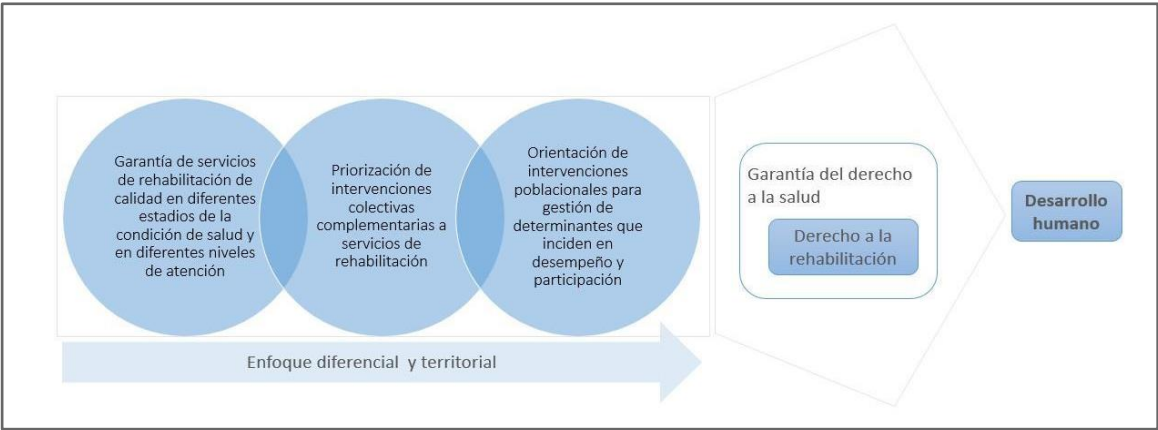 Garantía de servicios
de rehabilitación de
calidad en diferentes
estadios de la
condición de salud y
en diferentes niveles
de atención
Priorización de
intervenciones
colectivas
complementarias a
servicios de
rehabilitación
Orientación de
intervenciones
poblacionales para
gestión de
determinantes que
inciden en
desempeño y
participación
Enfoque diferencial y territorial
Garantía del derecho
a la salud
Derecho a la
rehabilitación
Desarrollo
humano